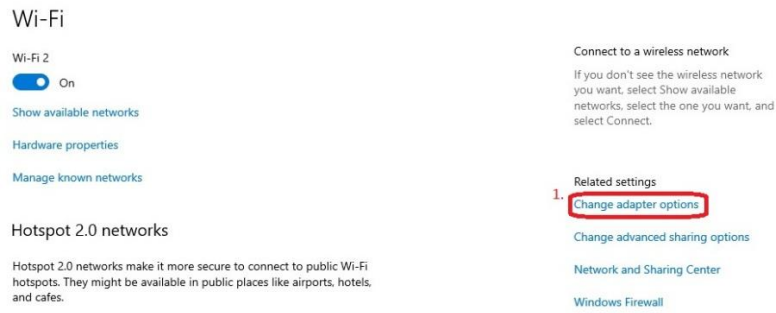 Wi-Fi
Wi-Fi 2
On
Show available networks
Hardware properties
Manage known networks
Hotspot 2.0 networks
Hotspot 2.0 networks make it more secure to connect to public Wi-Fi
hotspots. They might be available in public places like airports, hotels,
and cafes.
Connect to a wireless network
If you don't see the wireless network
you want, select Show available
networks, select the one you want, and
select Connect.
Related settings
1. Change adapter options
Change advanced sharing options
Network and Sharing Center
Windows Firewall